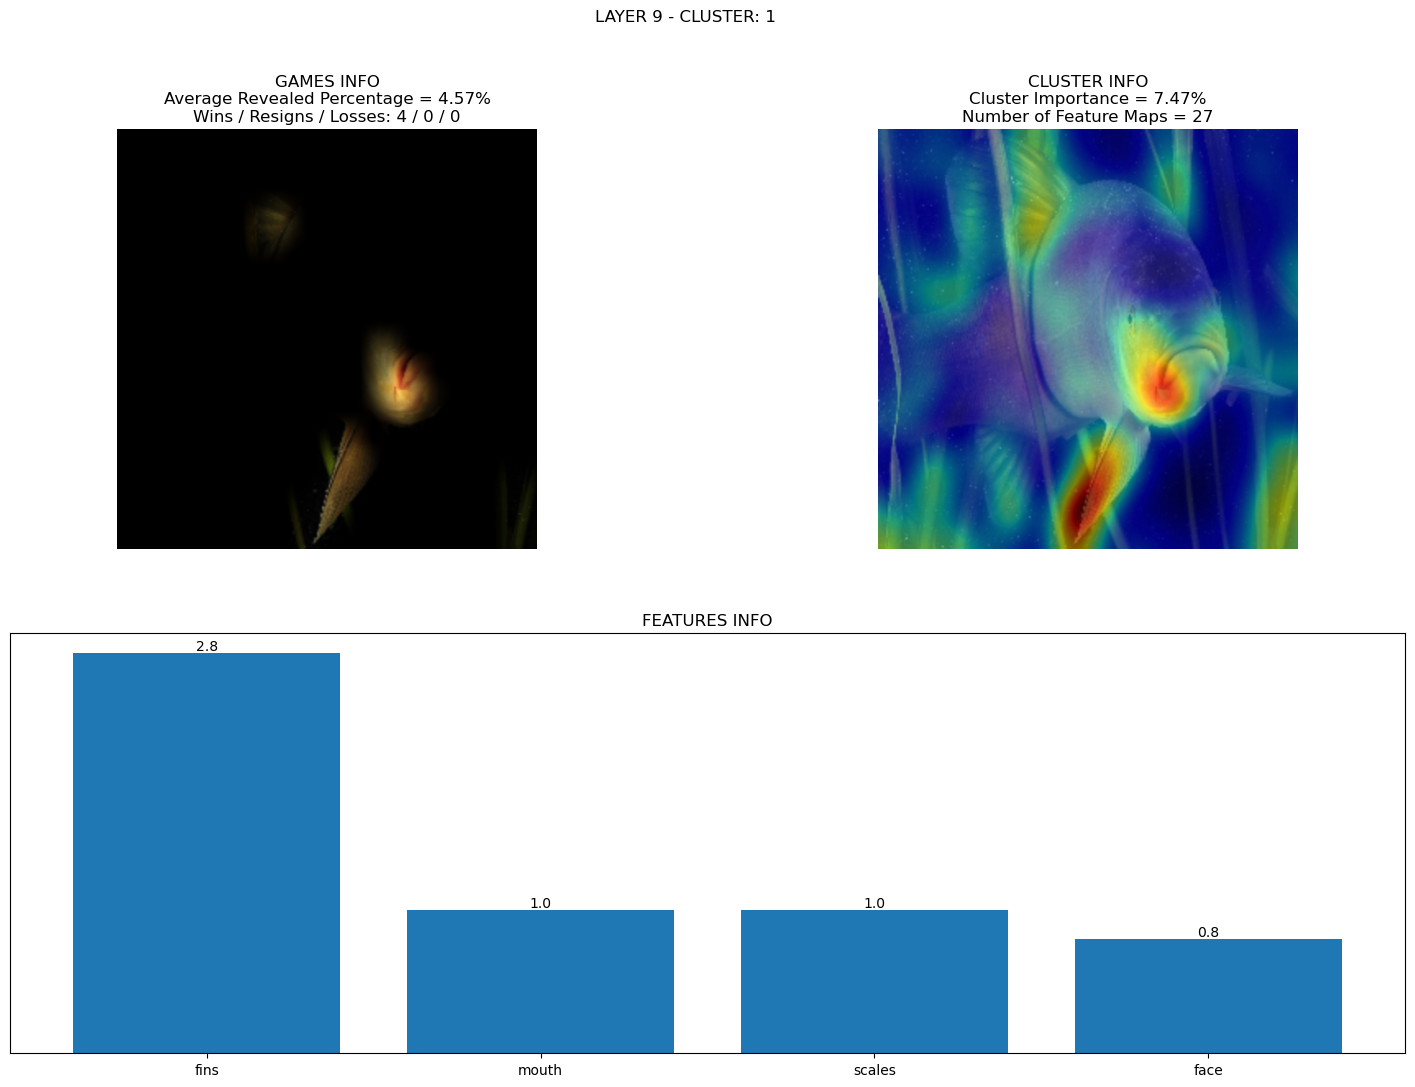 LAYER 9 - CLUSTER: 1
GAMES INFO
Average Revealed Percentage = 4.57%
Wins / Resigns / Losses: 4 / 0 / 0
CLUSTER INFO
Cluster Importance = 7.47%
Number of Feature Maps = 27
FEATURES INFO
2.8
1.0
1.0
0.8
fins
mouth
scales
face